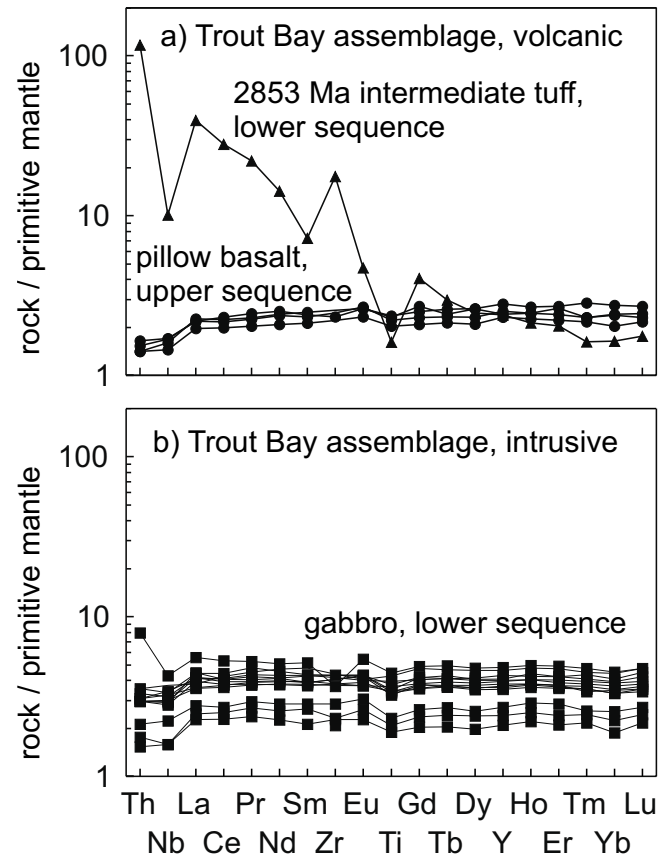 a) Trout Bay assemblage, volcanic
100
2853 Ma intermediate tuff,
lower sequence
10
pillow basalt,
upper sequence
1
rock / primitive mantle
b) Trout Bay assemblage, intrusive
100
10
gabbro, lower sequence
1
rock / primitive mantle
Th La Pr Sm Eu Gd Dy Ho Tm Lu
Nb Ce Nd Zr Ti Tb Y Er Yb